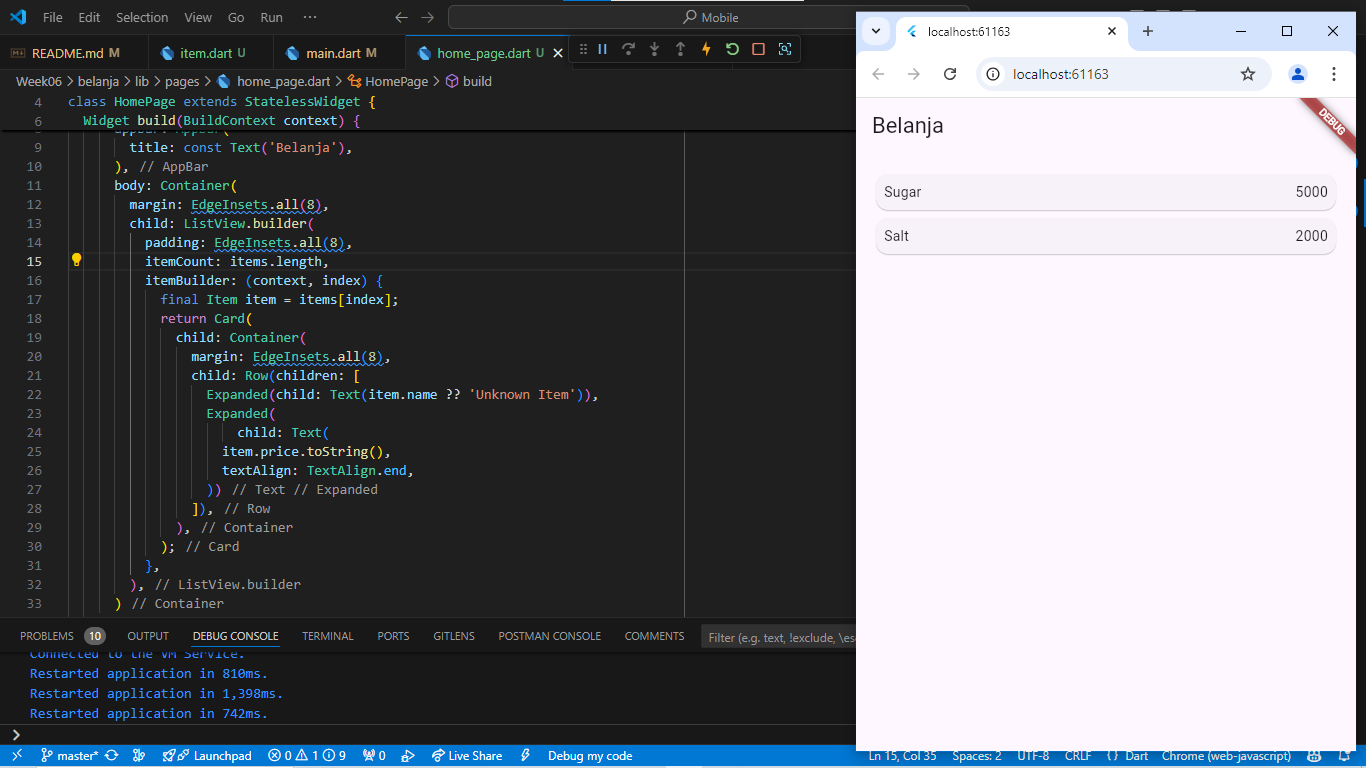 File Edit Selection View Go Run ··· Mobile
README.md M item.dart U main.dart M home_page.dart U
Week06 > belanja > lib > pages > home_page.dart > HomePage > build
4 class HomePage extends StatelessWidget {
6 Widget build(BuildContext context) {
appBar: AppBar(
9 title: const Text('Belanja'),
10 ), // AppBar
11 body: Container(
12 margin: EdgeInsets.all(8),
13 child: ListView.builder(
14 padding: EdgeInsets.all(8),
15 itemCount: items.length,
16 itemBuilder: (context, index) {
17 final Item item = items[index];
18 return Card(
19 child: Container(
20 margin: EdgeInsets.all(8),
21 child: Row(children: [
22 Expanded(child: Text(item.name ?? 'Unknown Item')),
23 Expanded(
24 child: Text(
25 item.price.toString(),
26 textAlign: TextAlign.end,
27 )) // Text // Expanded
28 ]), // Row
29 ), // Container
30 ); // Card
31 },
32 ), // ListView.builder
33 ) // Container
PROBLEMS 10 OUTPUT DEBUG CONSOLE TERMINAL PORTS GITLENS POSTMAN CONSOLE COMMENTS Filter (e.g. text, !exclude, \es
Connected to the VM Service.
Restarted application in 810ms.
Restarted application in 1,398ms.
Restarted application in 742ms.
master* Launchpad 0 1 9 0 Live Share Debug my code Ln 15, Col 35 Spaces: 2 UTF-8 CRLF {} Dart Chrome (web-javascript)
localhost:61163
localhost:61163
DEBUG
Belanja
Sugar 5000
Salt 2000